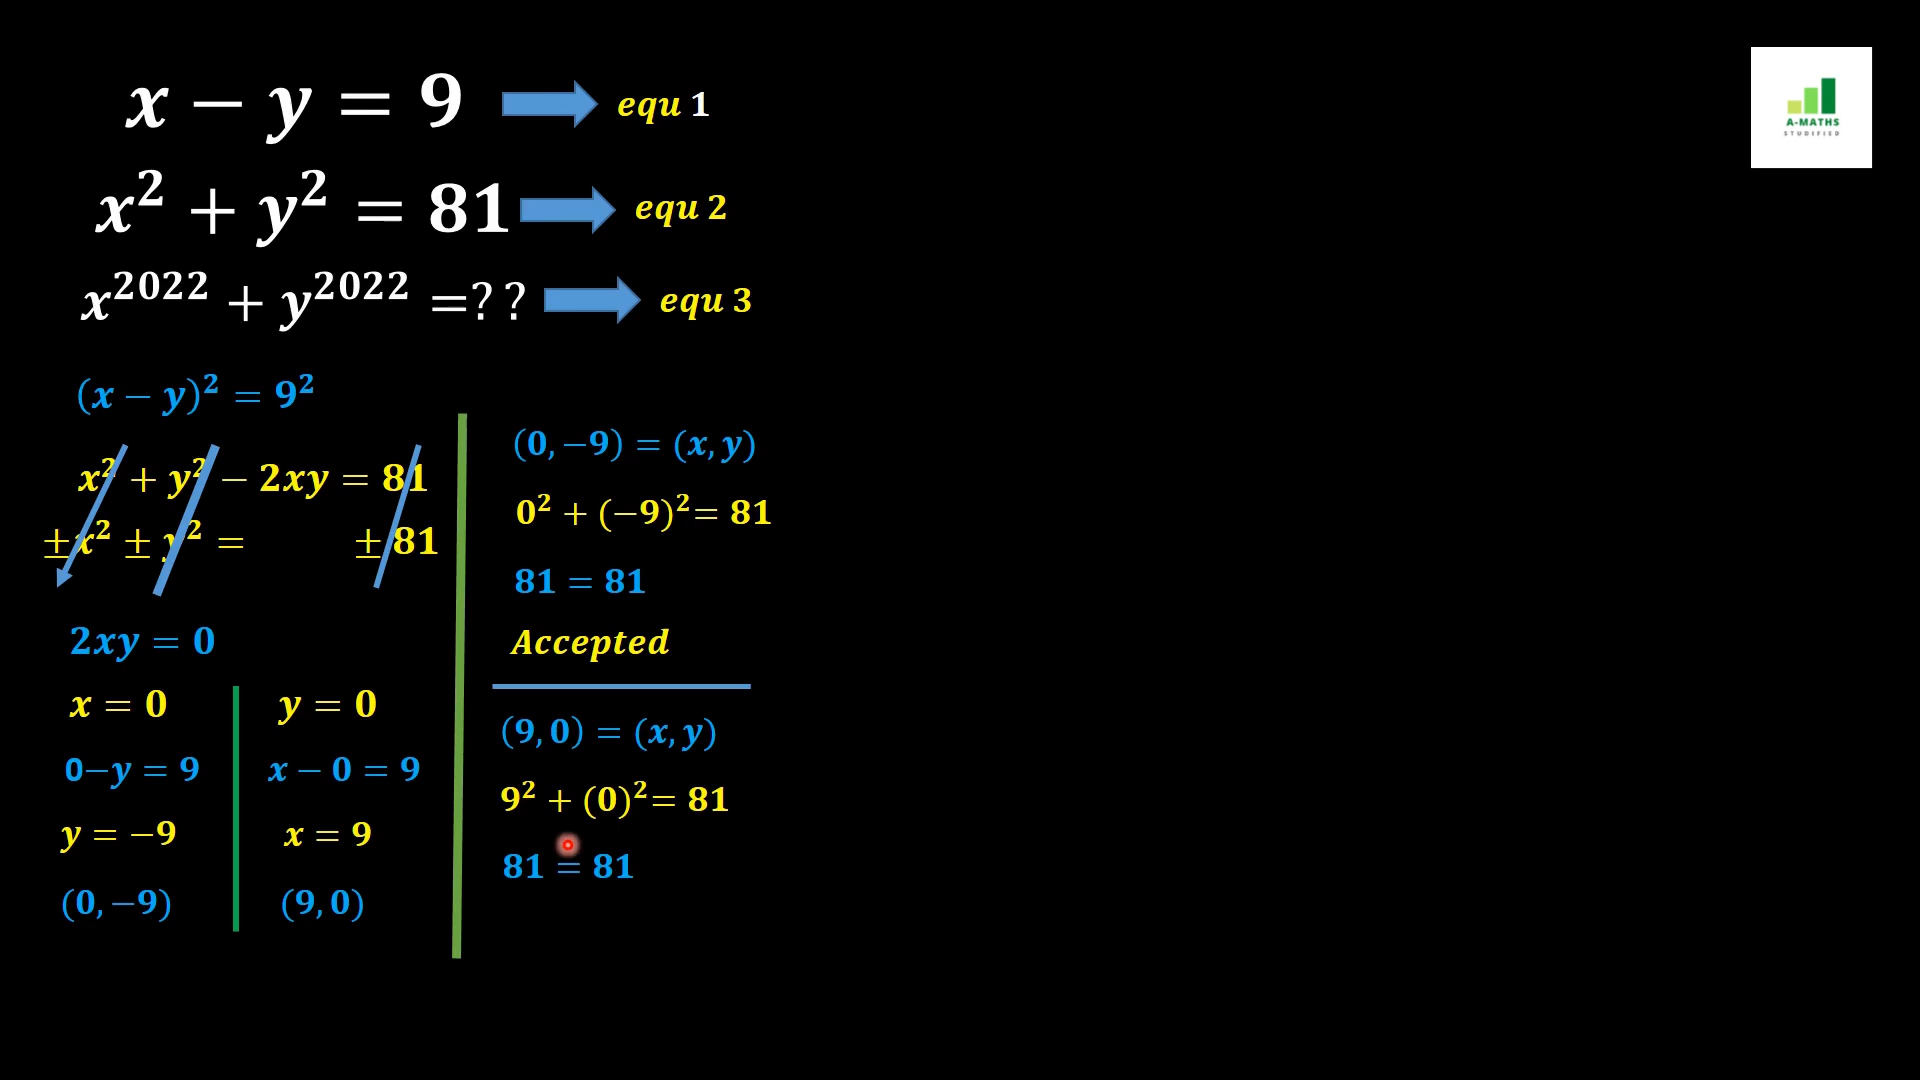 x − y = 9 equ 1
x² + y² = 81 equ 2
x²⁰²² + y²⁰²² =? ? equ 3
(x − y)² = 9²
x² + y² − 2xy = 81
±x² ± y² = ± 81
2xy = 0
x = 0
0−y = 9
y = −9
(0, −9)
y = 0
x − 0 = 9
x = 9
(9, 0)
(0, −9) = (x, y)
0² + (−9)²= 81
81 = 81
Accepted
(9, 0) = (x, y)
9² + (0)²= 81
81 = 81
A-MATHS
STUDIFIED